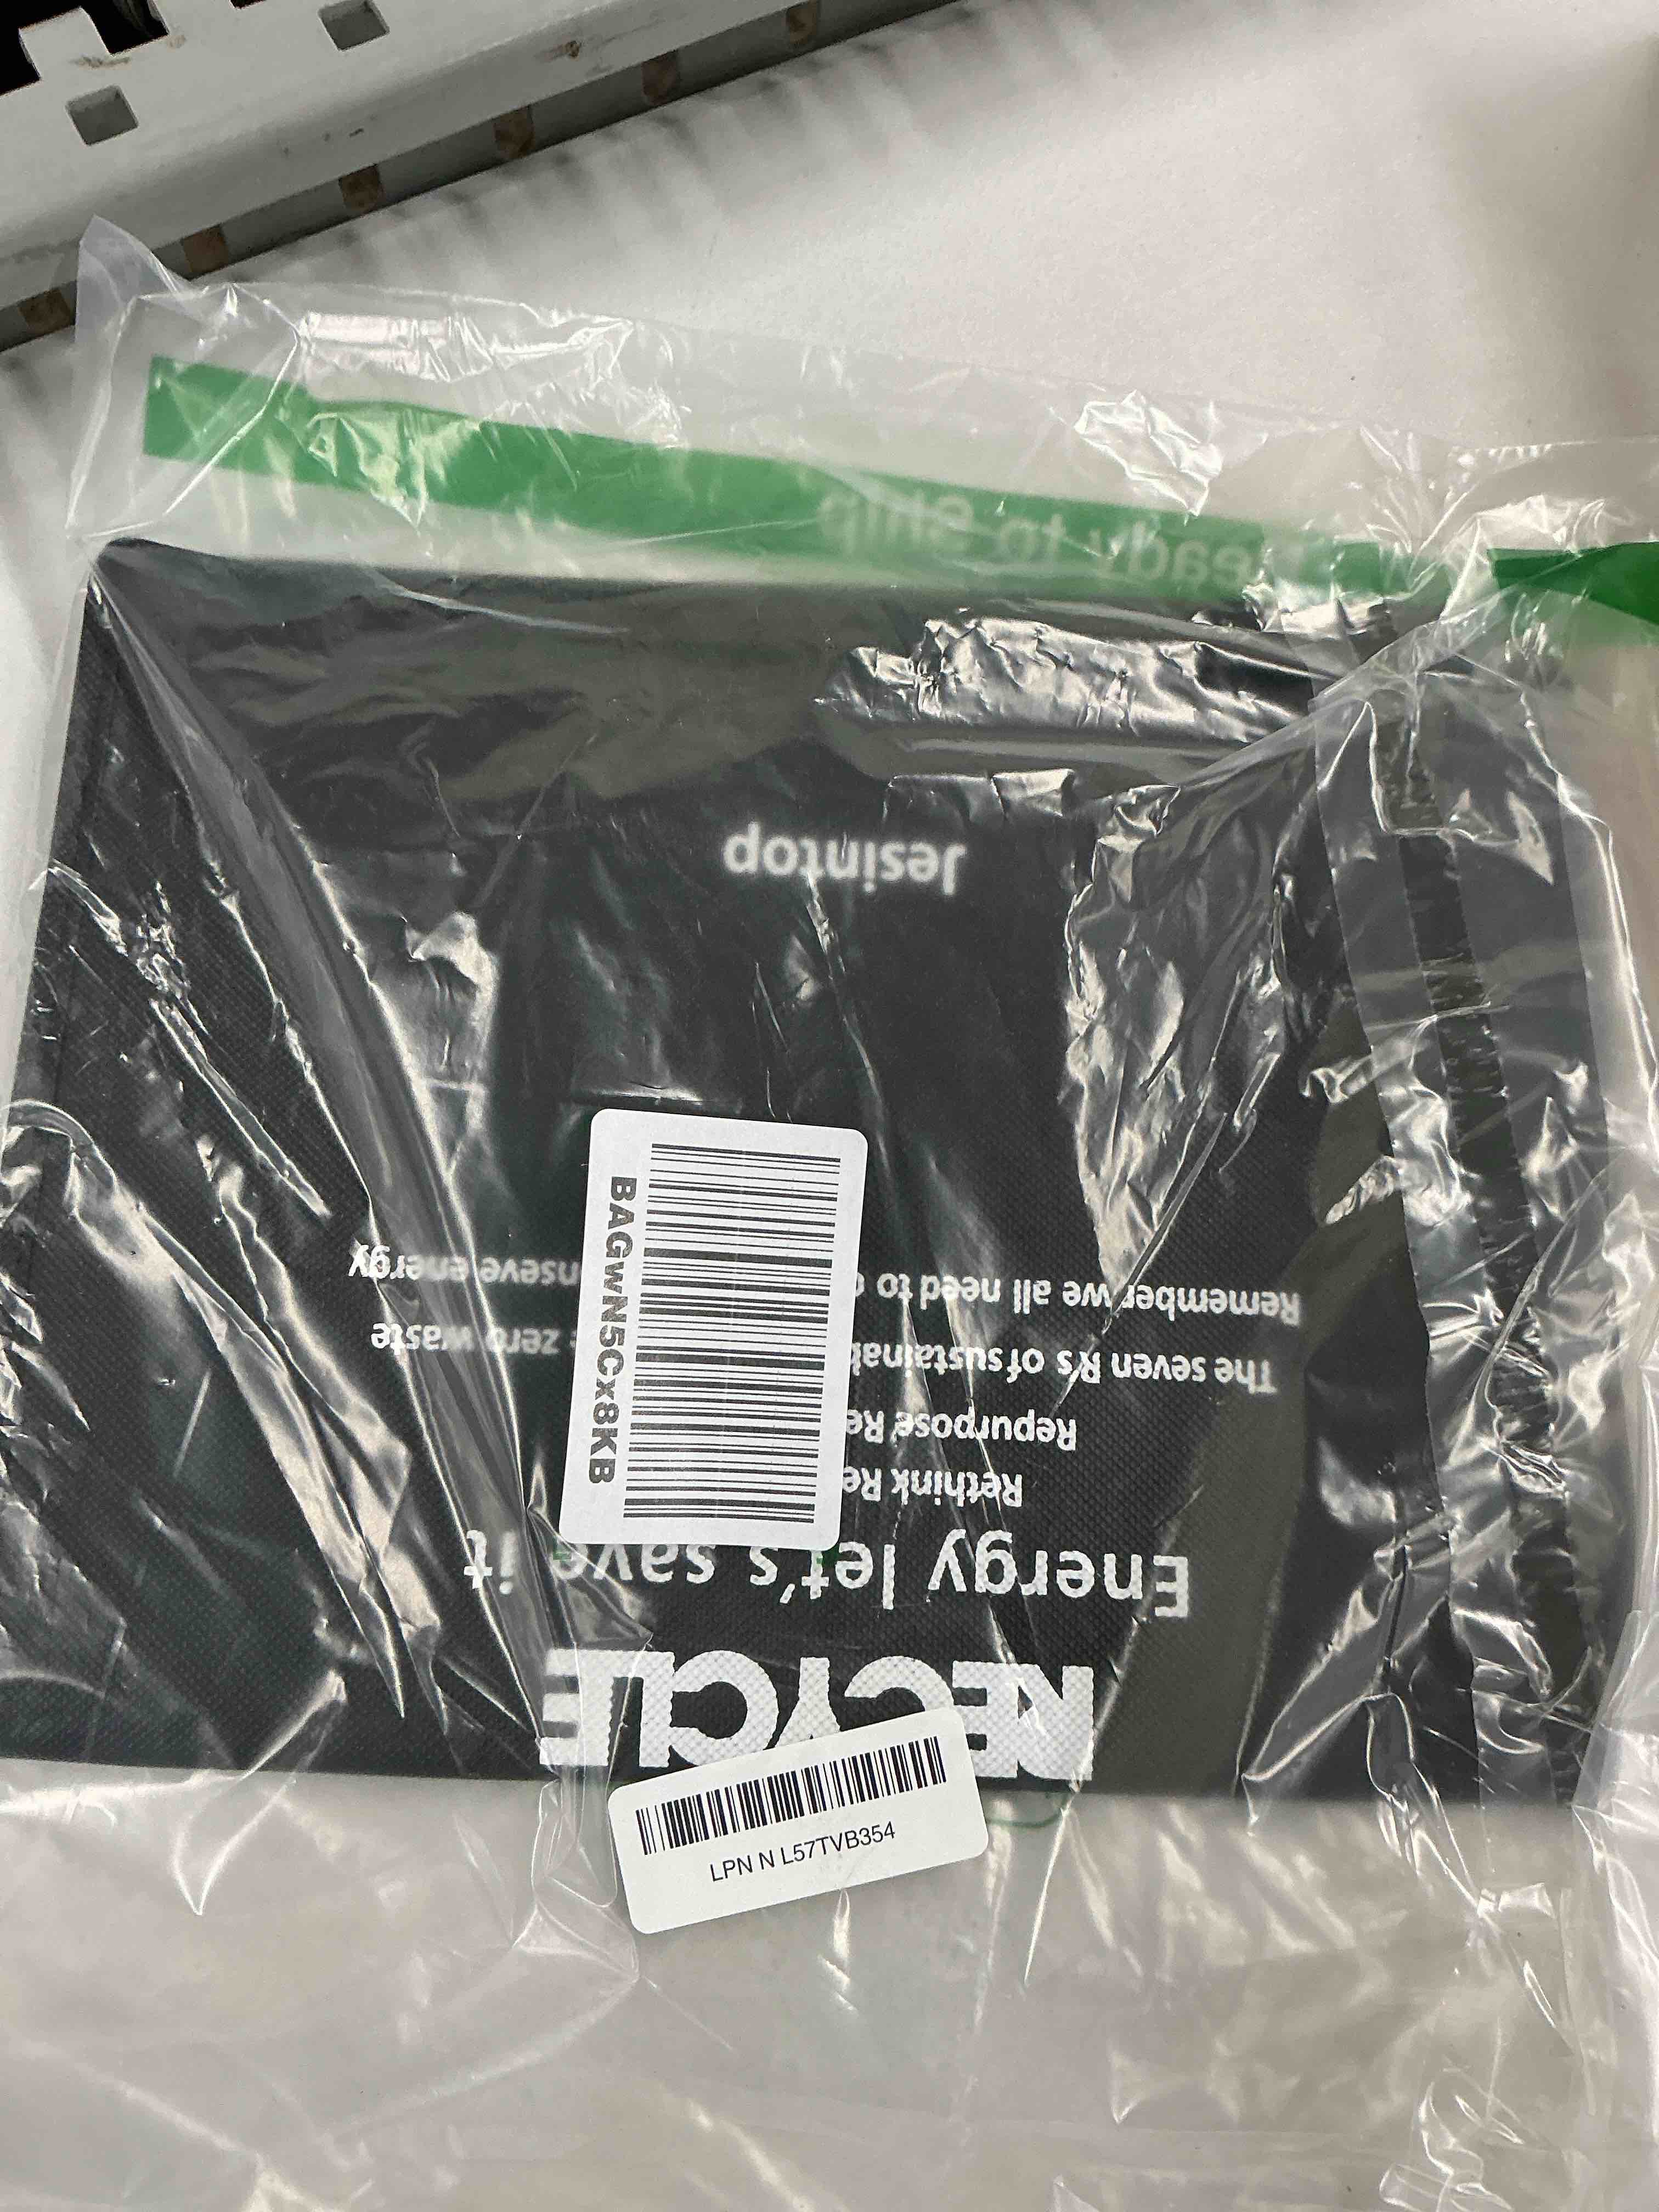 Ready to Ship
RECYCLE
Energy let's save it
Rethink Re
Repurpose Re
The seven R's of sustainab zero waste
Remember we all need to conseve energy
Jesintop
BAGwN5Cx8KB
LPN N L57TVB354